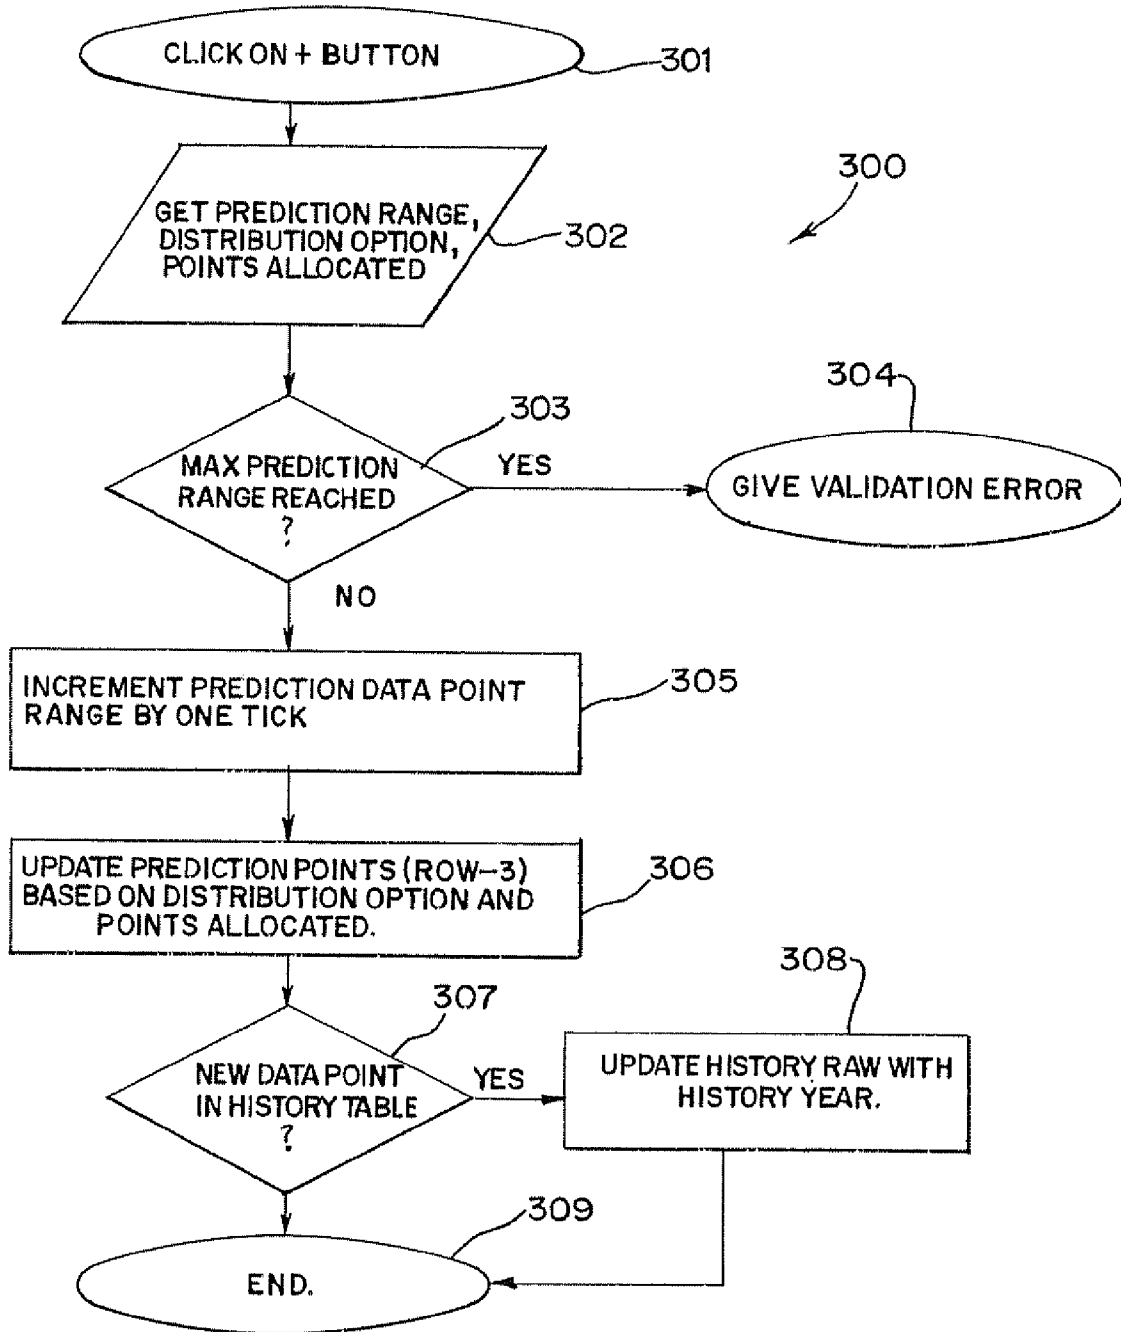 CLICK ON + BUTTON
301
GET PREDICTION RANGE,
DISTRIBUTION OPTION,
POINTS ALLOCATED
302
300
303
MAX PREDICTION
RANGE REACHED
?
YES
304
GIVE VALIDATION ERROR
NO
INCREMENT PREDICTION DATA POINT
RANGE BY ONE TICK
305
UPDATE PREDICTION POINTS (ROW-3)
BASED ON DISTRIBUTION OPTION AND
POINTS ALLOCATED.
306
307
NEW DATA POINT
IN HISTORY TABLE
?
YES
308
UPDATE HISTORY RAW WITH
HISTORY YEAR.
309
END.